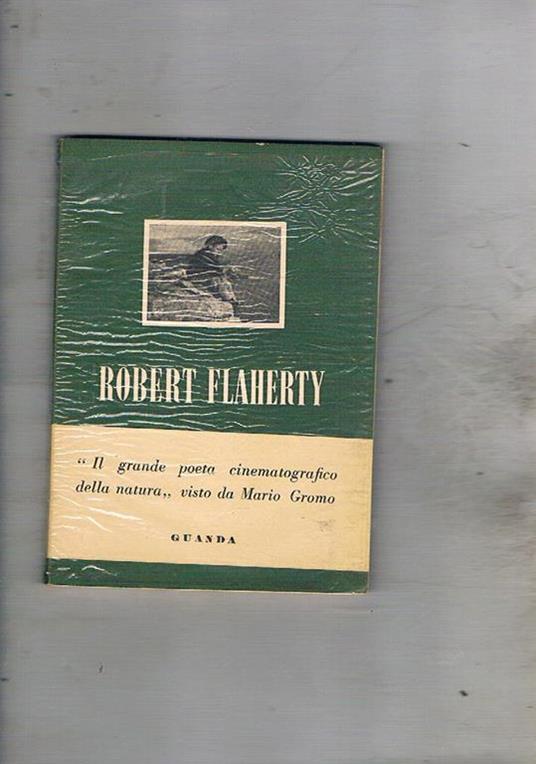 ROBERT FLAHERTY
“ Il grande poeta cinematografico
della natura„ visto da Mario Gromo
GUANDA